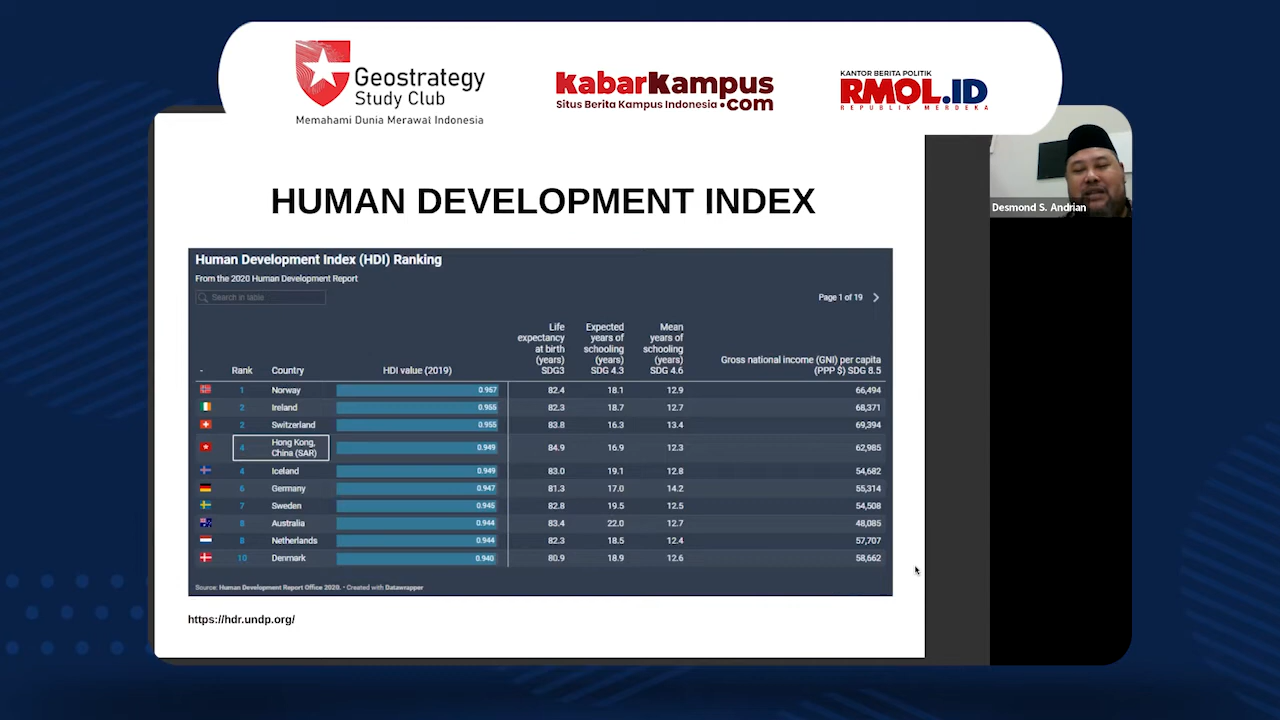 Geostrategy
Study Club
Memahami Dunia Merawat Indonesia
KabarKampus
Situs Berita Kampus Indonesia .com
KANTOR BERITA POLITIK
RMOL.ID
REPUBLIK MERDEKA
Desmond S. Andrian
HUMAN DEVELOPMENT INDEX
Human Development Index (HDI) Ranking
From the 2020 Human Development Report
Search in table
Page 1 of 19 >
- Rank Country HDI value (2019) Life expectancy at birth (years) SDG3 Expected years of schooling (years) SDG 4.3 Mean years of schooling (years) SDG 4.6 Gross national income (GNI) per capita (PPP $) SDG 8.5
1 Norway 0.957 82.4 18.1 12.9 66,494
2 Ireland 0.955 82.3 18.7 12.7 68,371
2 Switzerland 0.955 83.8 16.3 13.4 69,394
4 Hong Kong, China (SAR) 0.949 84.9 16.9 12.3 62,985
4 Iceland 0.949 83.0 19.1 12.8 54,682
6 Germany 0.947 81.3 17.0 14.2 55,314
7 Sweden 0.945 82.8 19.5 12.5 54,508
8 Australia 0.944 83.4 22.0 12.7 48,085
8 Netherlands 0.944 82.3 18.5 12.4 57,707
10 Denmark 0.940 80.9 18.9 12.6 58,662
Source: Human Development Report Office 2020. • Created with Datawrapper
https://hdr.undp.org/